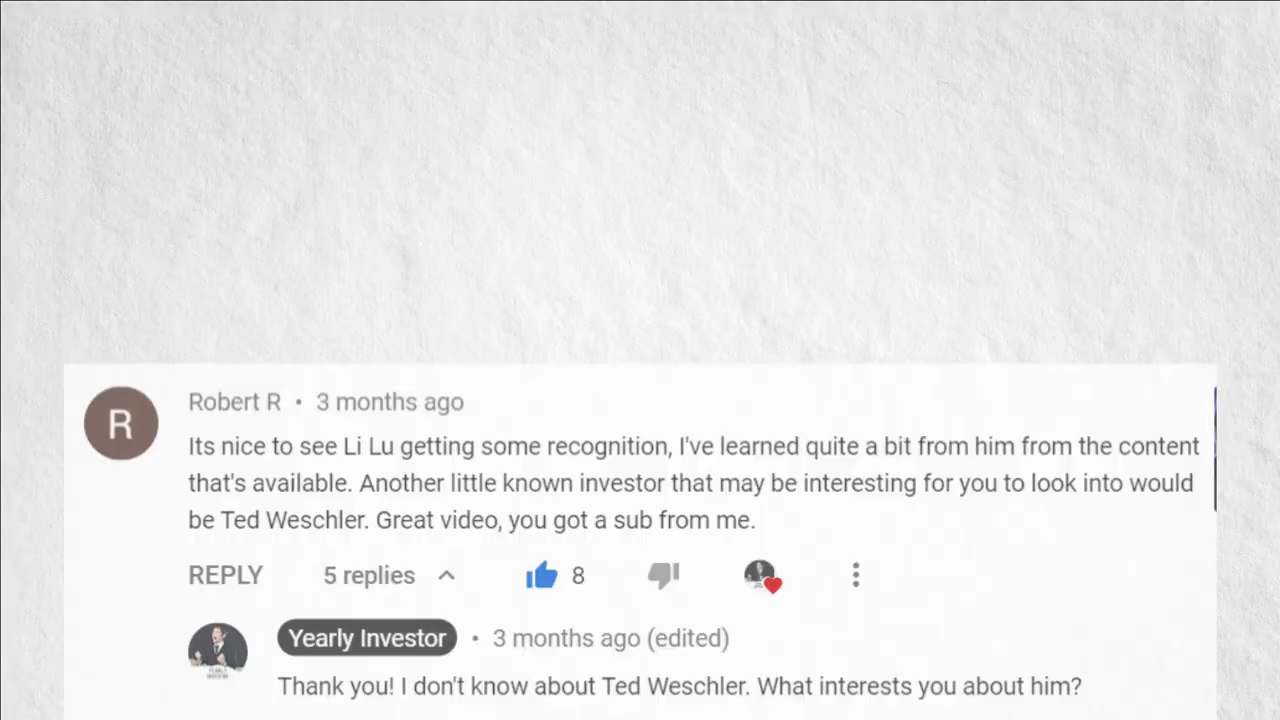 R
Robert R • 3 months ago
Its nice to see Li Lu getting some recognition, I've learned quite a bit from him from the content
that's available. Another little known investor that may be interesting for you to look into would
be Ted Weschler. Great video, you got a sub from me.
REPLY 5 replies 8
Yearly Investor • 3 months ago (edited)
Thank you! I don't know about Ted Weschler. What interests you about him?